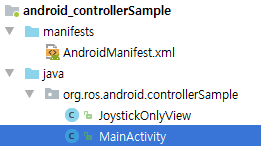 android_controllerSample
manifests
AndroidManifest.xml
java
org.ros.android.controllerSample
JoystickOnlyView
MainActivity